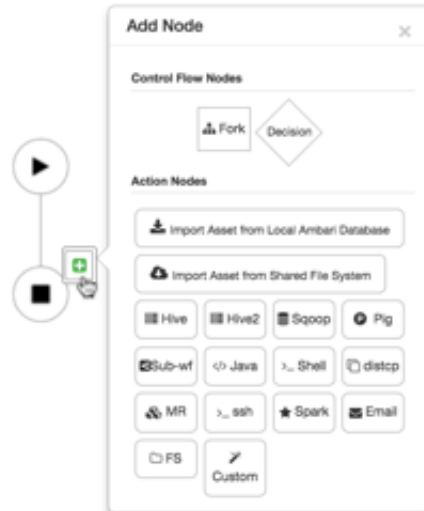 Add Node
Control Flow Nodes
Fork Decision
Action Nodes
Import Asset from Local Ambari Database
Import Asset from Shared File System
Hive Hive2 Sqoop Pig
Sub-wf Java Shell distcp
MR ssh Spark Email
FS Custom